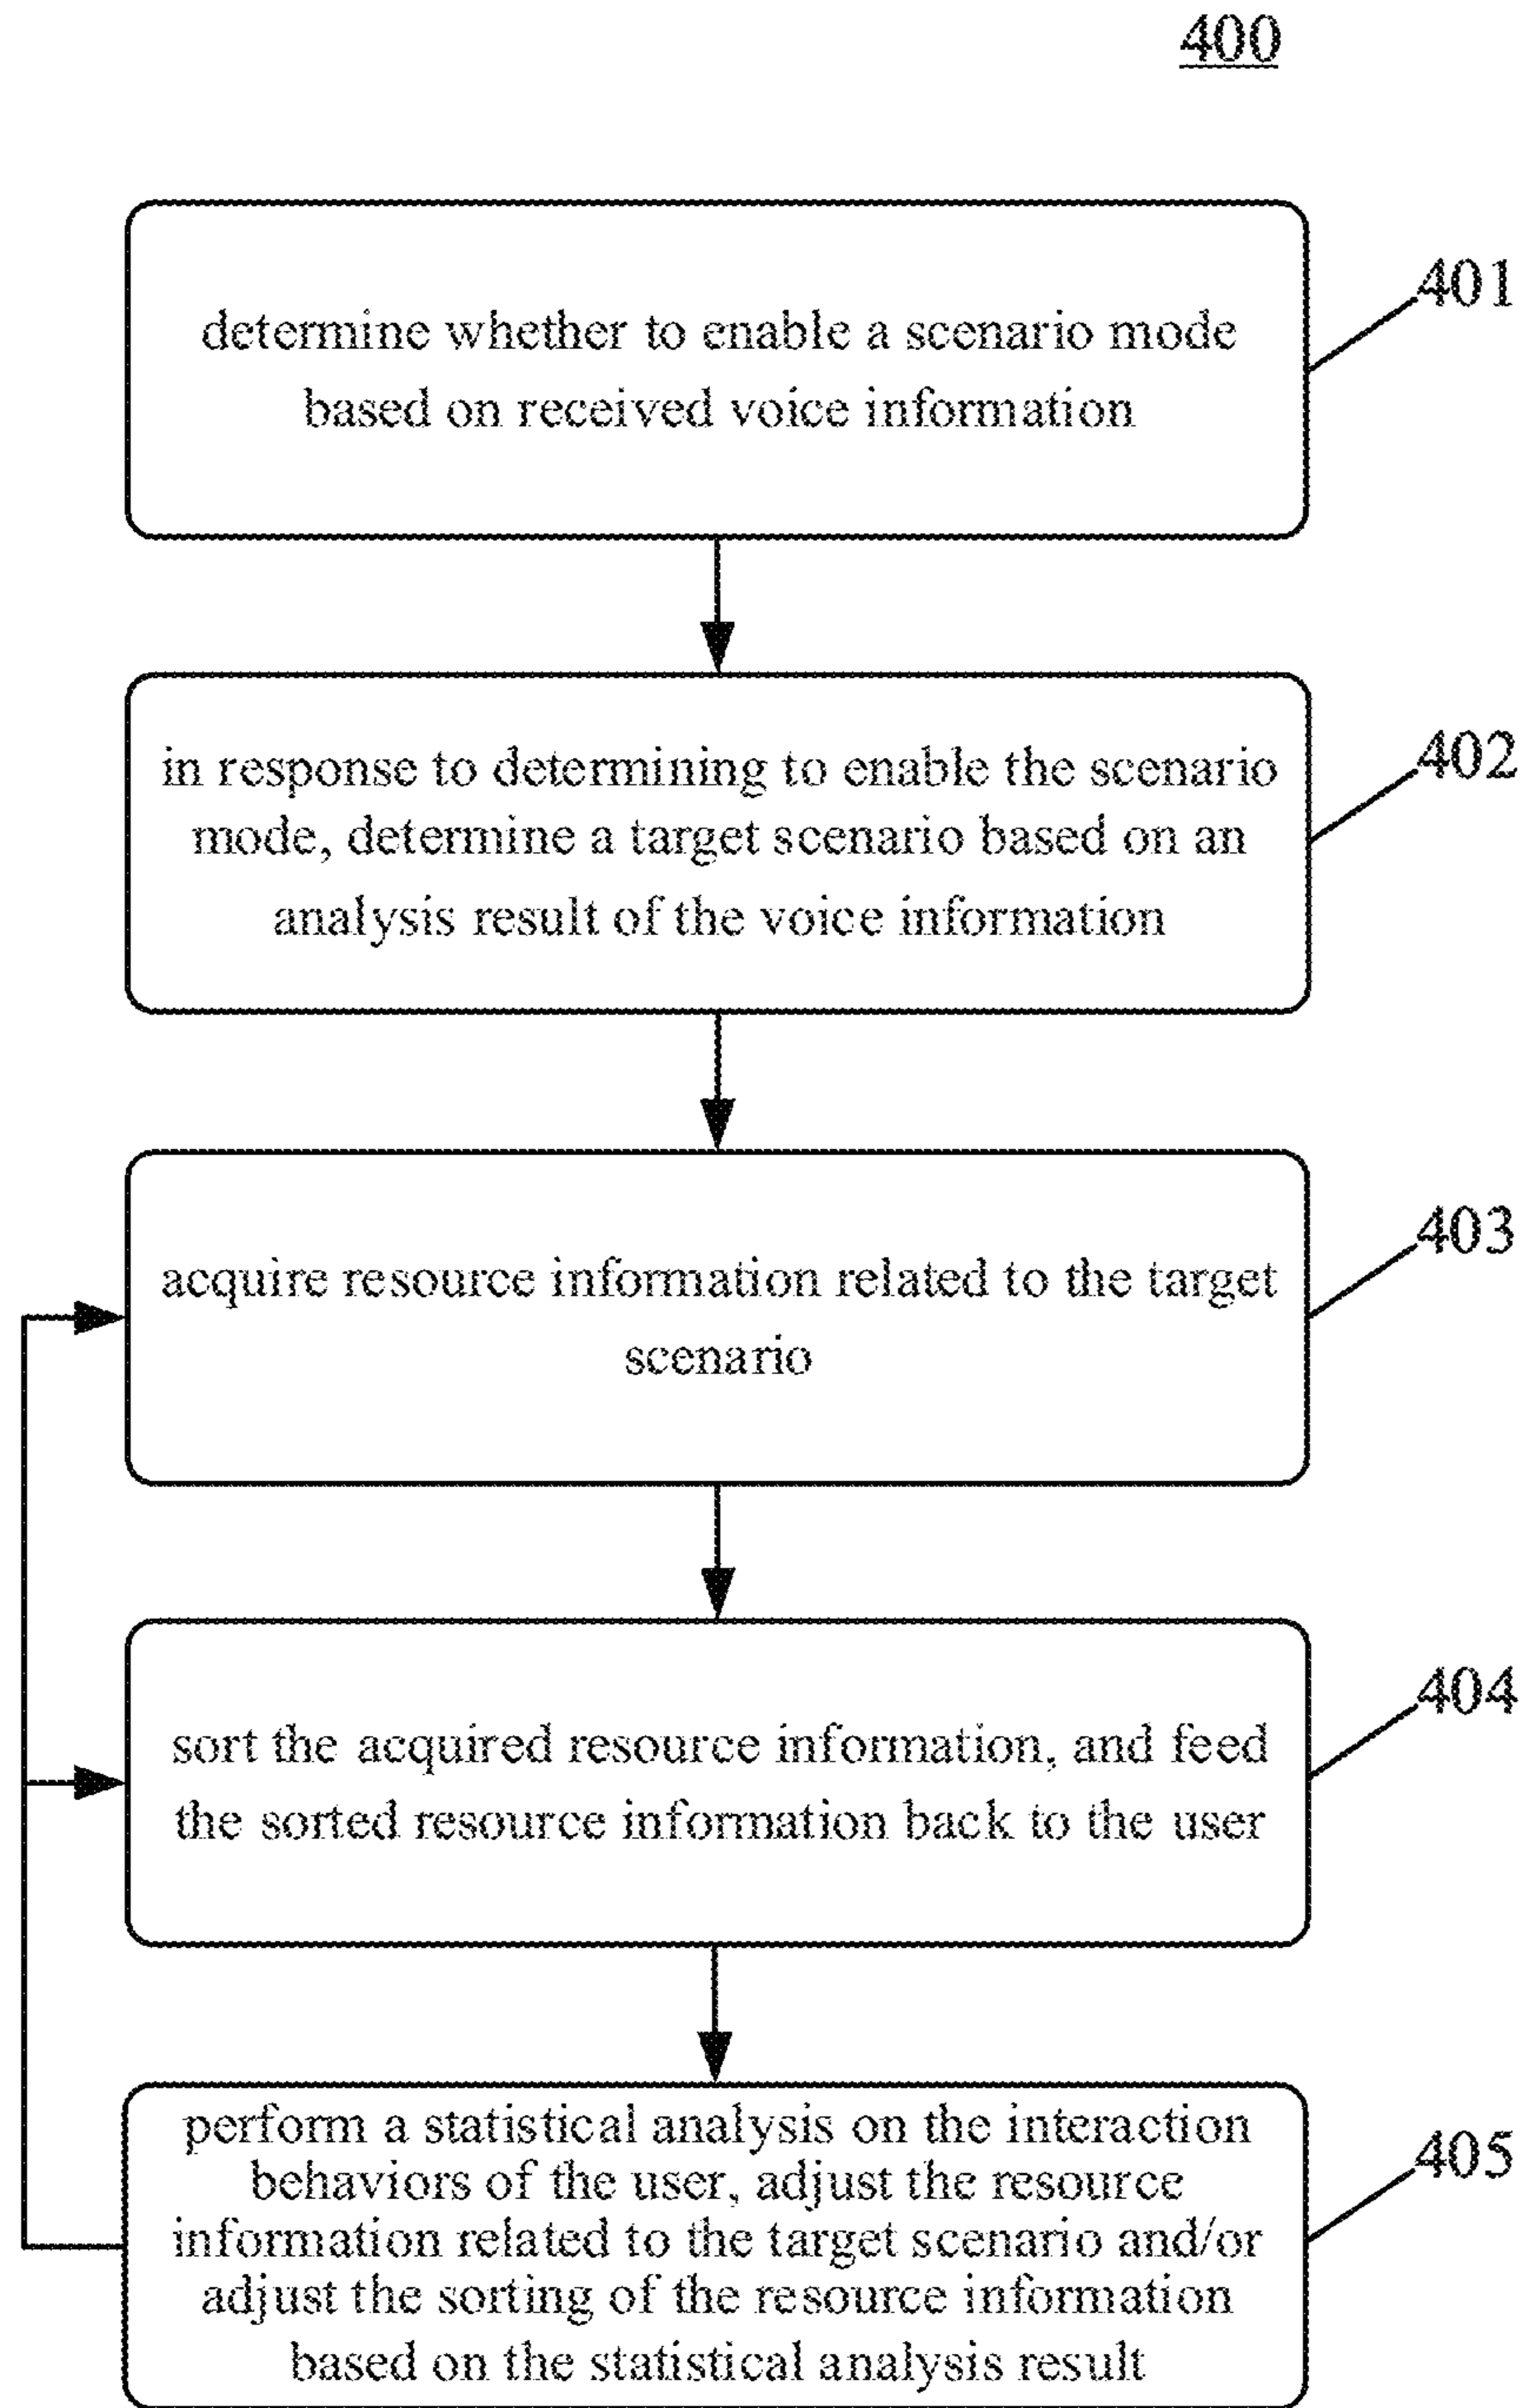 400
determine whether to enable a scenario mode
based on received voice information
401
in response to determining to enable the scenario
mode, determine a target scenario based on an
analysis result of the voice information
402
acquire resource information related to the target
scenario
403
sort the acquired resource information, and feed
the sorted resource information back to the user
404
perform a statistical analysis on the interaction
behaviors of the user, adjust the resource
information related to the target scenario and/or
adjust the sorting of the resource information
based on the statistical analysis result
405